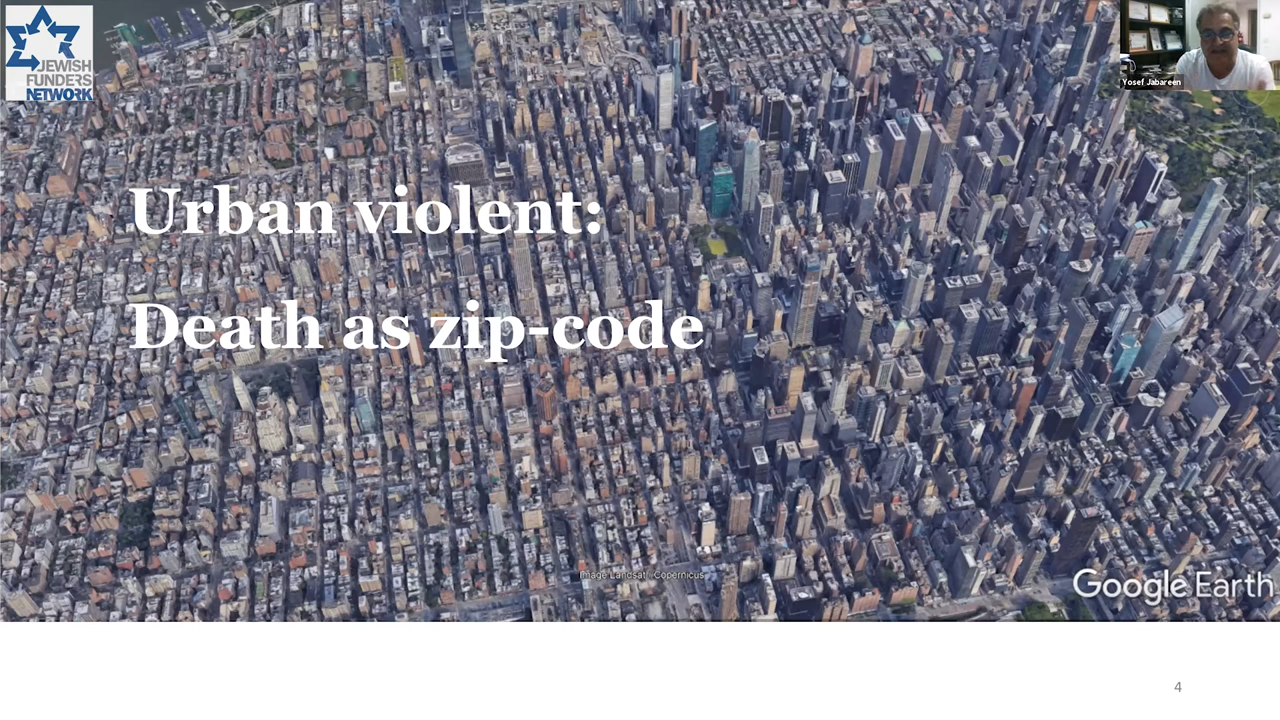 JEWISH
FUNDERS
NETWORK
Yosef Jabareen
Urban violent:
Death as zip-code
Image Landsat / Copernicus
Google Earth
4